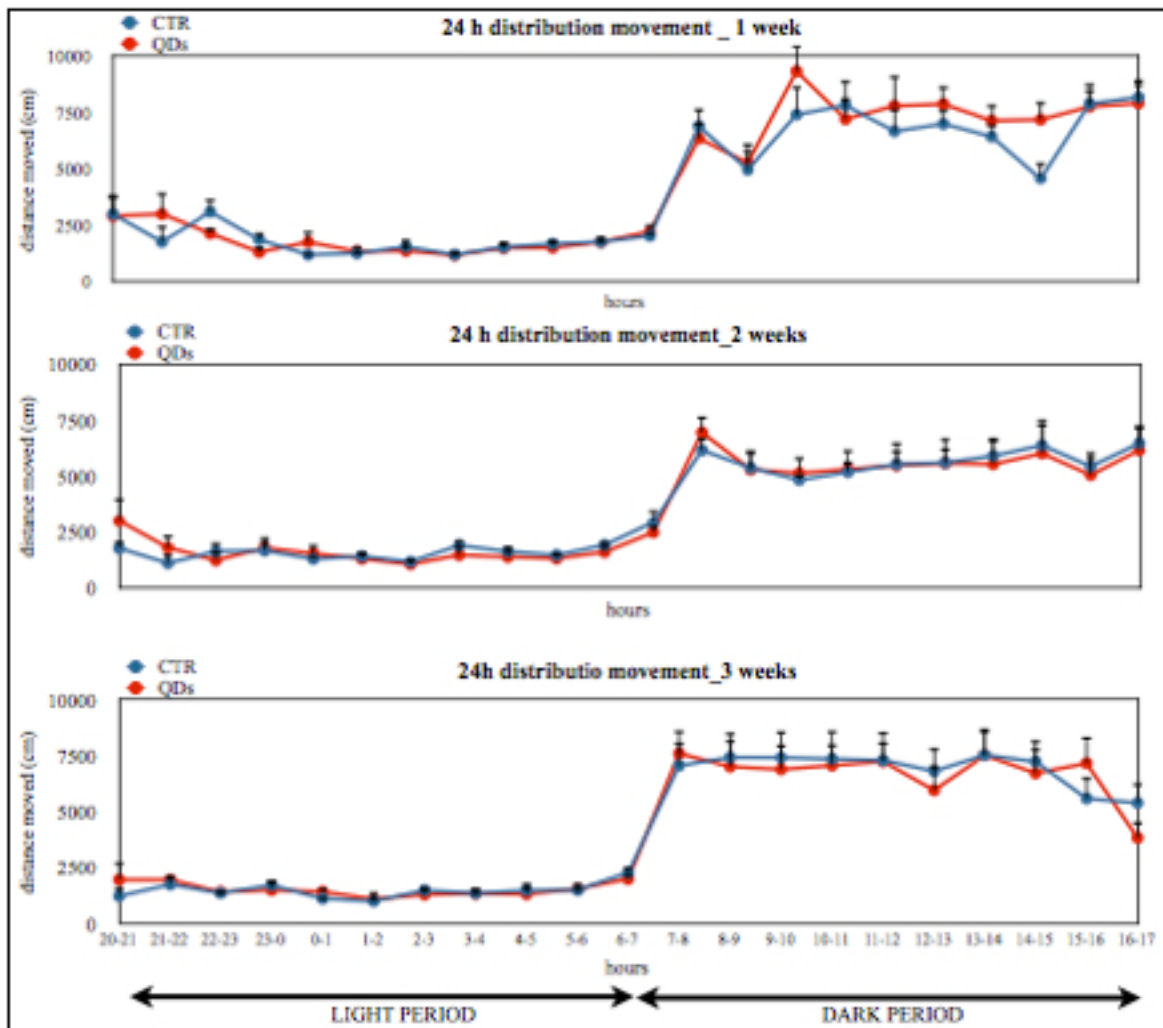 CTR
QDs
24 h distribution movement _ 1 week
10000
7500
5000
2500
0
distance moved (cm)
hours
CTR
QDs
24 h distribution movement_2 weeks
10000
7500
5000
2500
0
distance moved (cm)
hours
CTR
QDs
24h distributio movement_3 weeks
10000
7500
5000
2500
0
distance moved (cm)
20-21 21-22 22-23 23-0 0-1 1-2 2-3 3-4 4-5 5-6 6-7 7-8 8-9 9-10 10-11 11-12 12-13 13-14 14-15 15-16 16-17
hours
LIGHT PERIOD DARK PERIOD